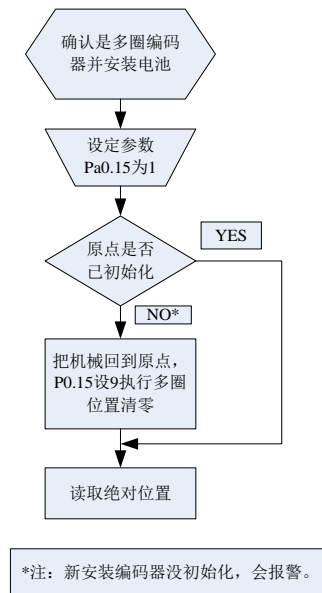 确认是多圈编码
器并安装电池
设定参数
Pa0.15为1
原点是否
已初始化
YES
NO*
把机械回到原点，
P0.15设9执行多圈
位置清零
读取绝对位置
*注：新安装编码器没初始化，会报警。